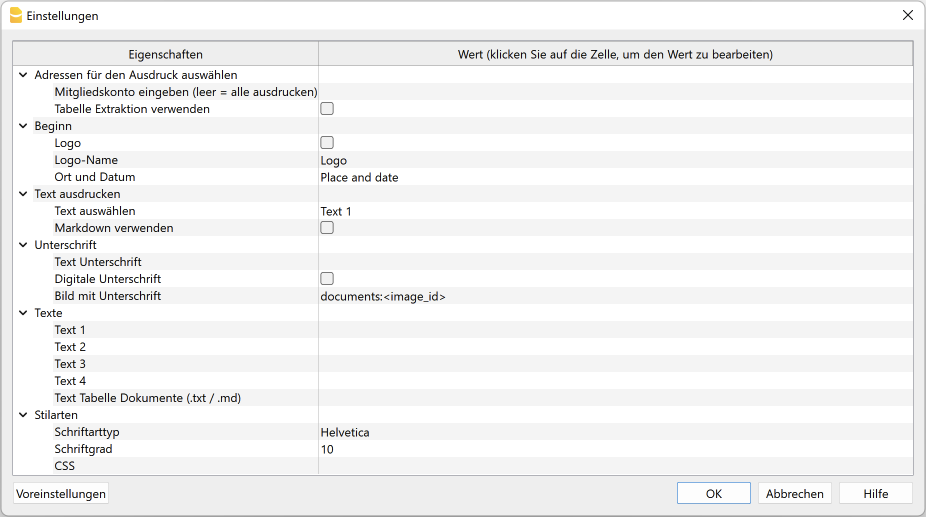 Einstellungen
Eigenschaften Wert (klicken Sie auf die Zelle, um den Wert zu bearbeiten)
Adressen für den Ausdruck auswählen
Mitgliedskonto eingeben (leer = alle ausdrucken)
Tabelle Extraktion verwenden
Beginn
Logo
Logo-Name Logo
Ort und Datum Place and date
Text ausdrucken
Text auswählen Text 1
Markdown verwenden
Unterschrift
Text Unterschrift
Digitale Unterschrift
Bild mit Unterschrift documents:<image_id>
Texte
Text 1
Text 2
Text 3
Text 4
Text Tabelle Dokumente (.txt / .md)
Stilarten
Schriftarttyp Helvetica
Schriftgrad 10
CSS
Voreinstellungen OK Abbrechen Hilfe